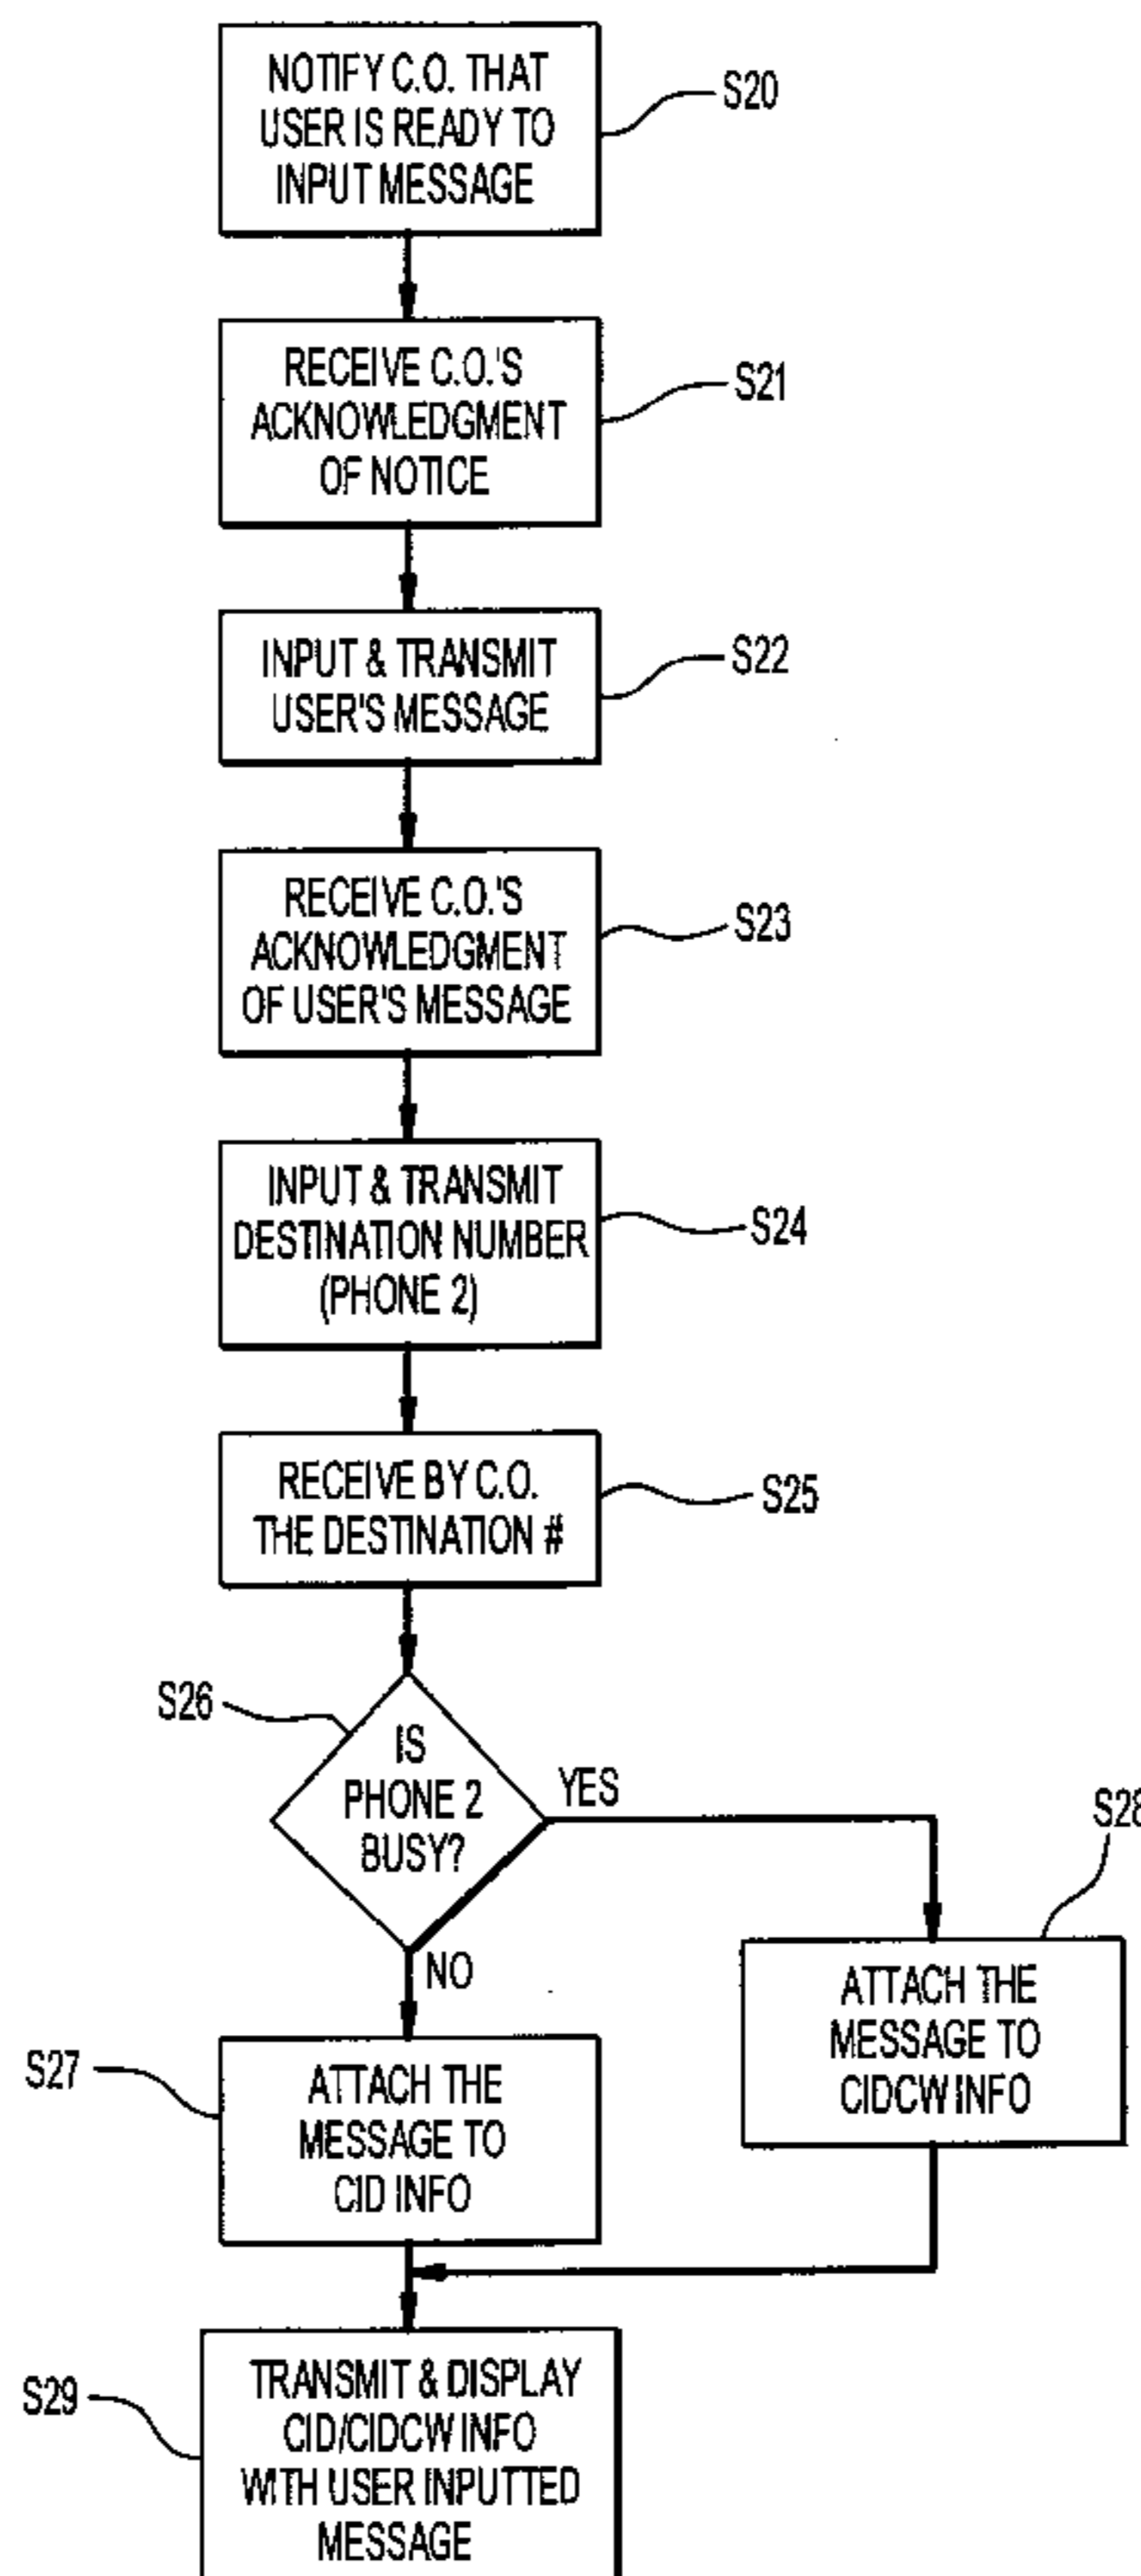 NOTIFY C.O. THAT
USER IS READY TO
INPUT MESSAGE
S20
RECEIVE C.O.'S
ACKNOWLEDGMENT
OF NOTICE
S21
INPUT & TRANSMIT
USER'S MESSAGE
S22
RECEIVE C.O.'S
ACKNOWLEDGMENT
OF USER'S MESSAGE
S23
INPUT & TRANSMIT
DESTINATION NUMBER
(PHONE 2)
S24
RECEIVE BY C.O.
THE DESTINATION #
S25
S26
IS
PHONE 2
BUSY?
YES
NO
S28
ATTACH THE
MESSAGE TO
CIDCW INFO
S27
ATTACH THE
MESSAGE TO
CID INFO
S29
TRANSMIT & DISPLAY
CID/CIDCW INFO
WITH USER INPUTTED
MESSAGE